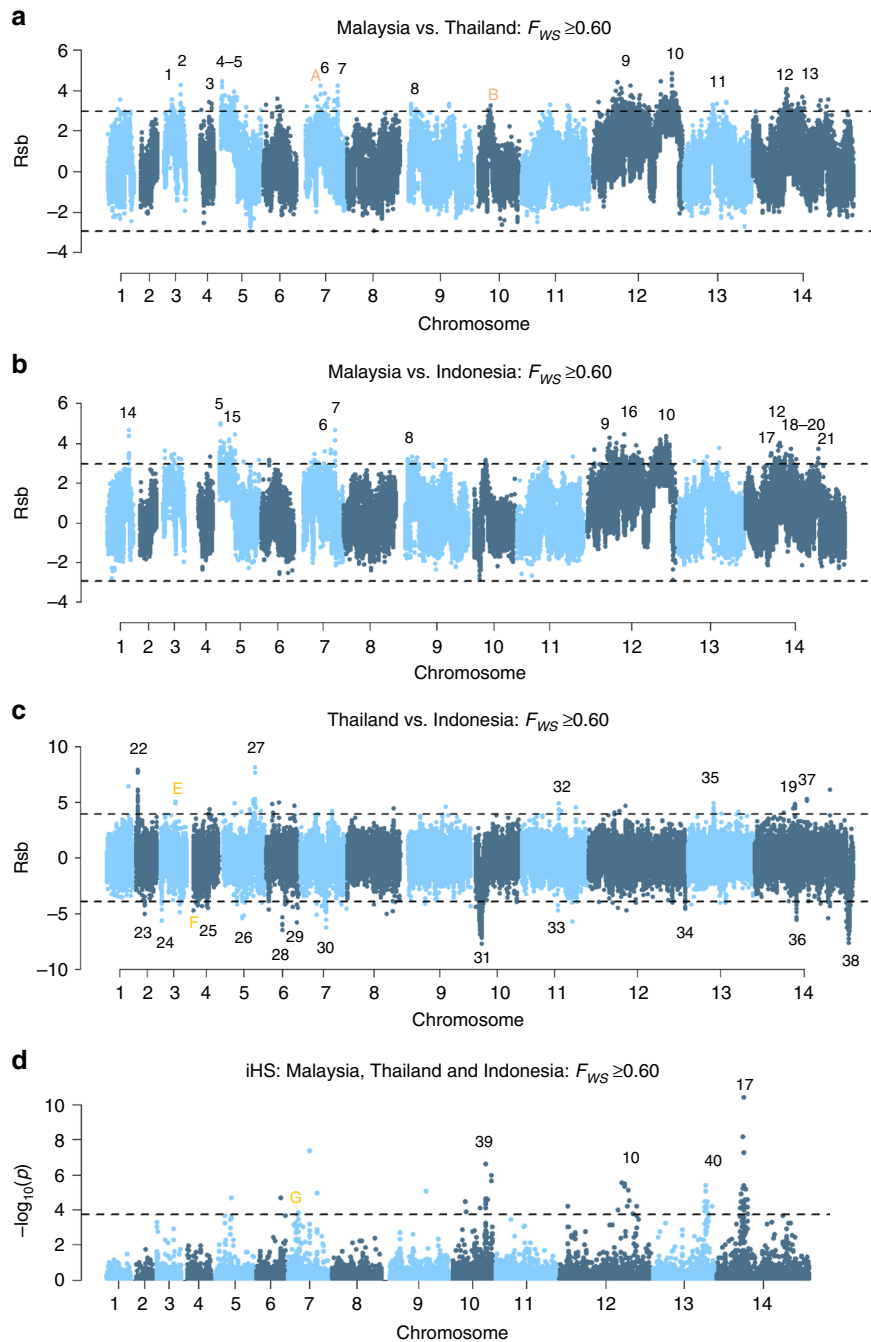 a
Malaysia vs. Thailand: FWS ≥0.60
1 2 3 4–5 A 6 7 8 B 9 10 11 12 13
Rsb
6
4
2
0
−2
−4
1 2 3 4 5 6 7 8 9 10 11 12 13 14
Chromosome
b
Malaysia vs. Indonesia: FWS ≥0.60
14 5 15 6 7 8 9 16 10 17 12 18–20 21
Rsb
6
4
2
0
−2
−4
1 2 3 4 5 6 7 8 9 10 11 12 13 14
Chromosome
c
Thailand vs. Indonesia: FWS ≥0.60
22 E 27 32 35 19 37
Rsb
10
5
0
−5
−10
23 24 F 25 26 28 29 30 31 33 34 36 38
1 2 3 4 5 6 7 8 9 10 11 12 13 14
Chromosome
d
iHS: Malaysia, Thailand and Indonesia: FWS ≥0.60
G 39 10 40 17
−log10(p)
10
8
6
4
2
0
1 2 3 4 5 6 7 8 9 10 11 12 13 14
Chromosome